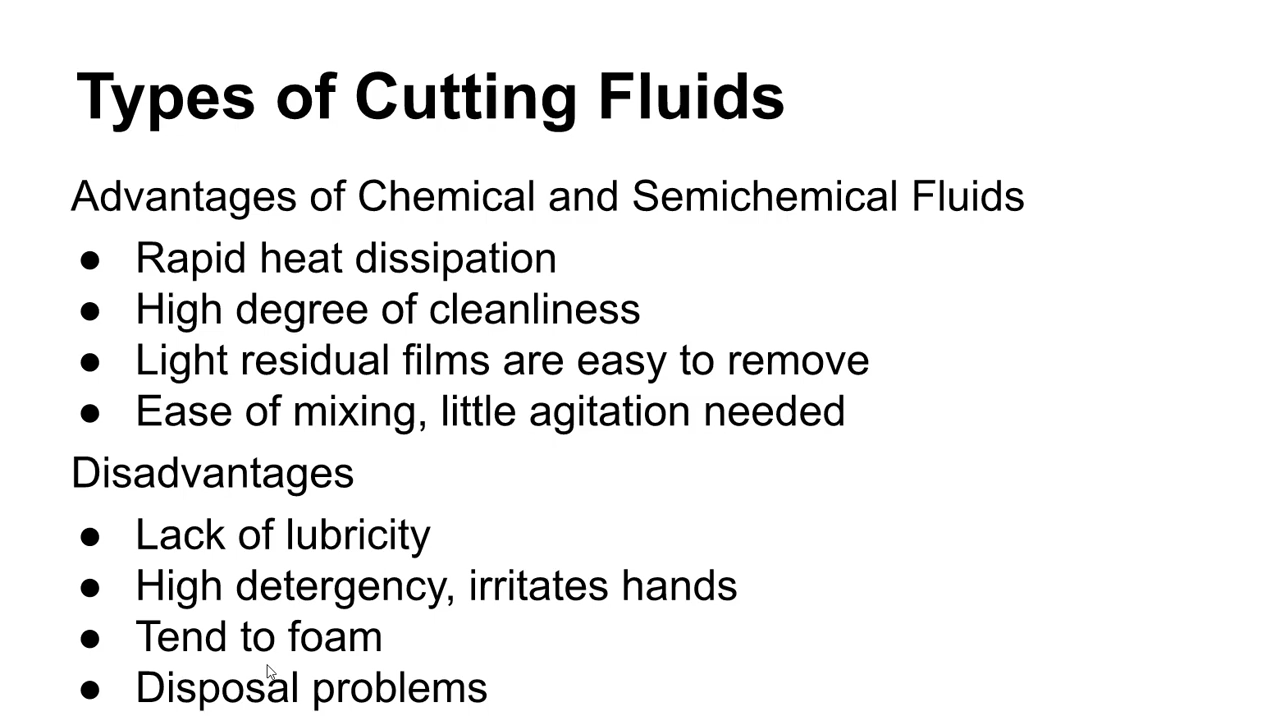 Types of Cutting Fluids
Advantages of Chemical and Semichemical Fluids
● Rapid heat dissipation
● High degree of cleanliness
● Light residual films are easy to remove
● Ease of mixing, little agitation needed
Disadvantages
● Lack of lubricity
● High detergency, irritates hands
● Tend to foam
● Disposal problems